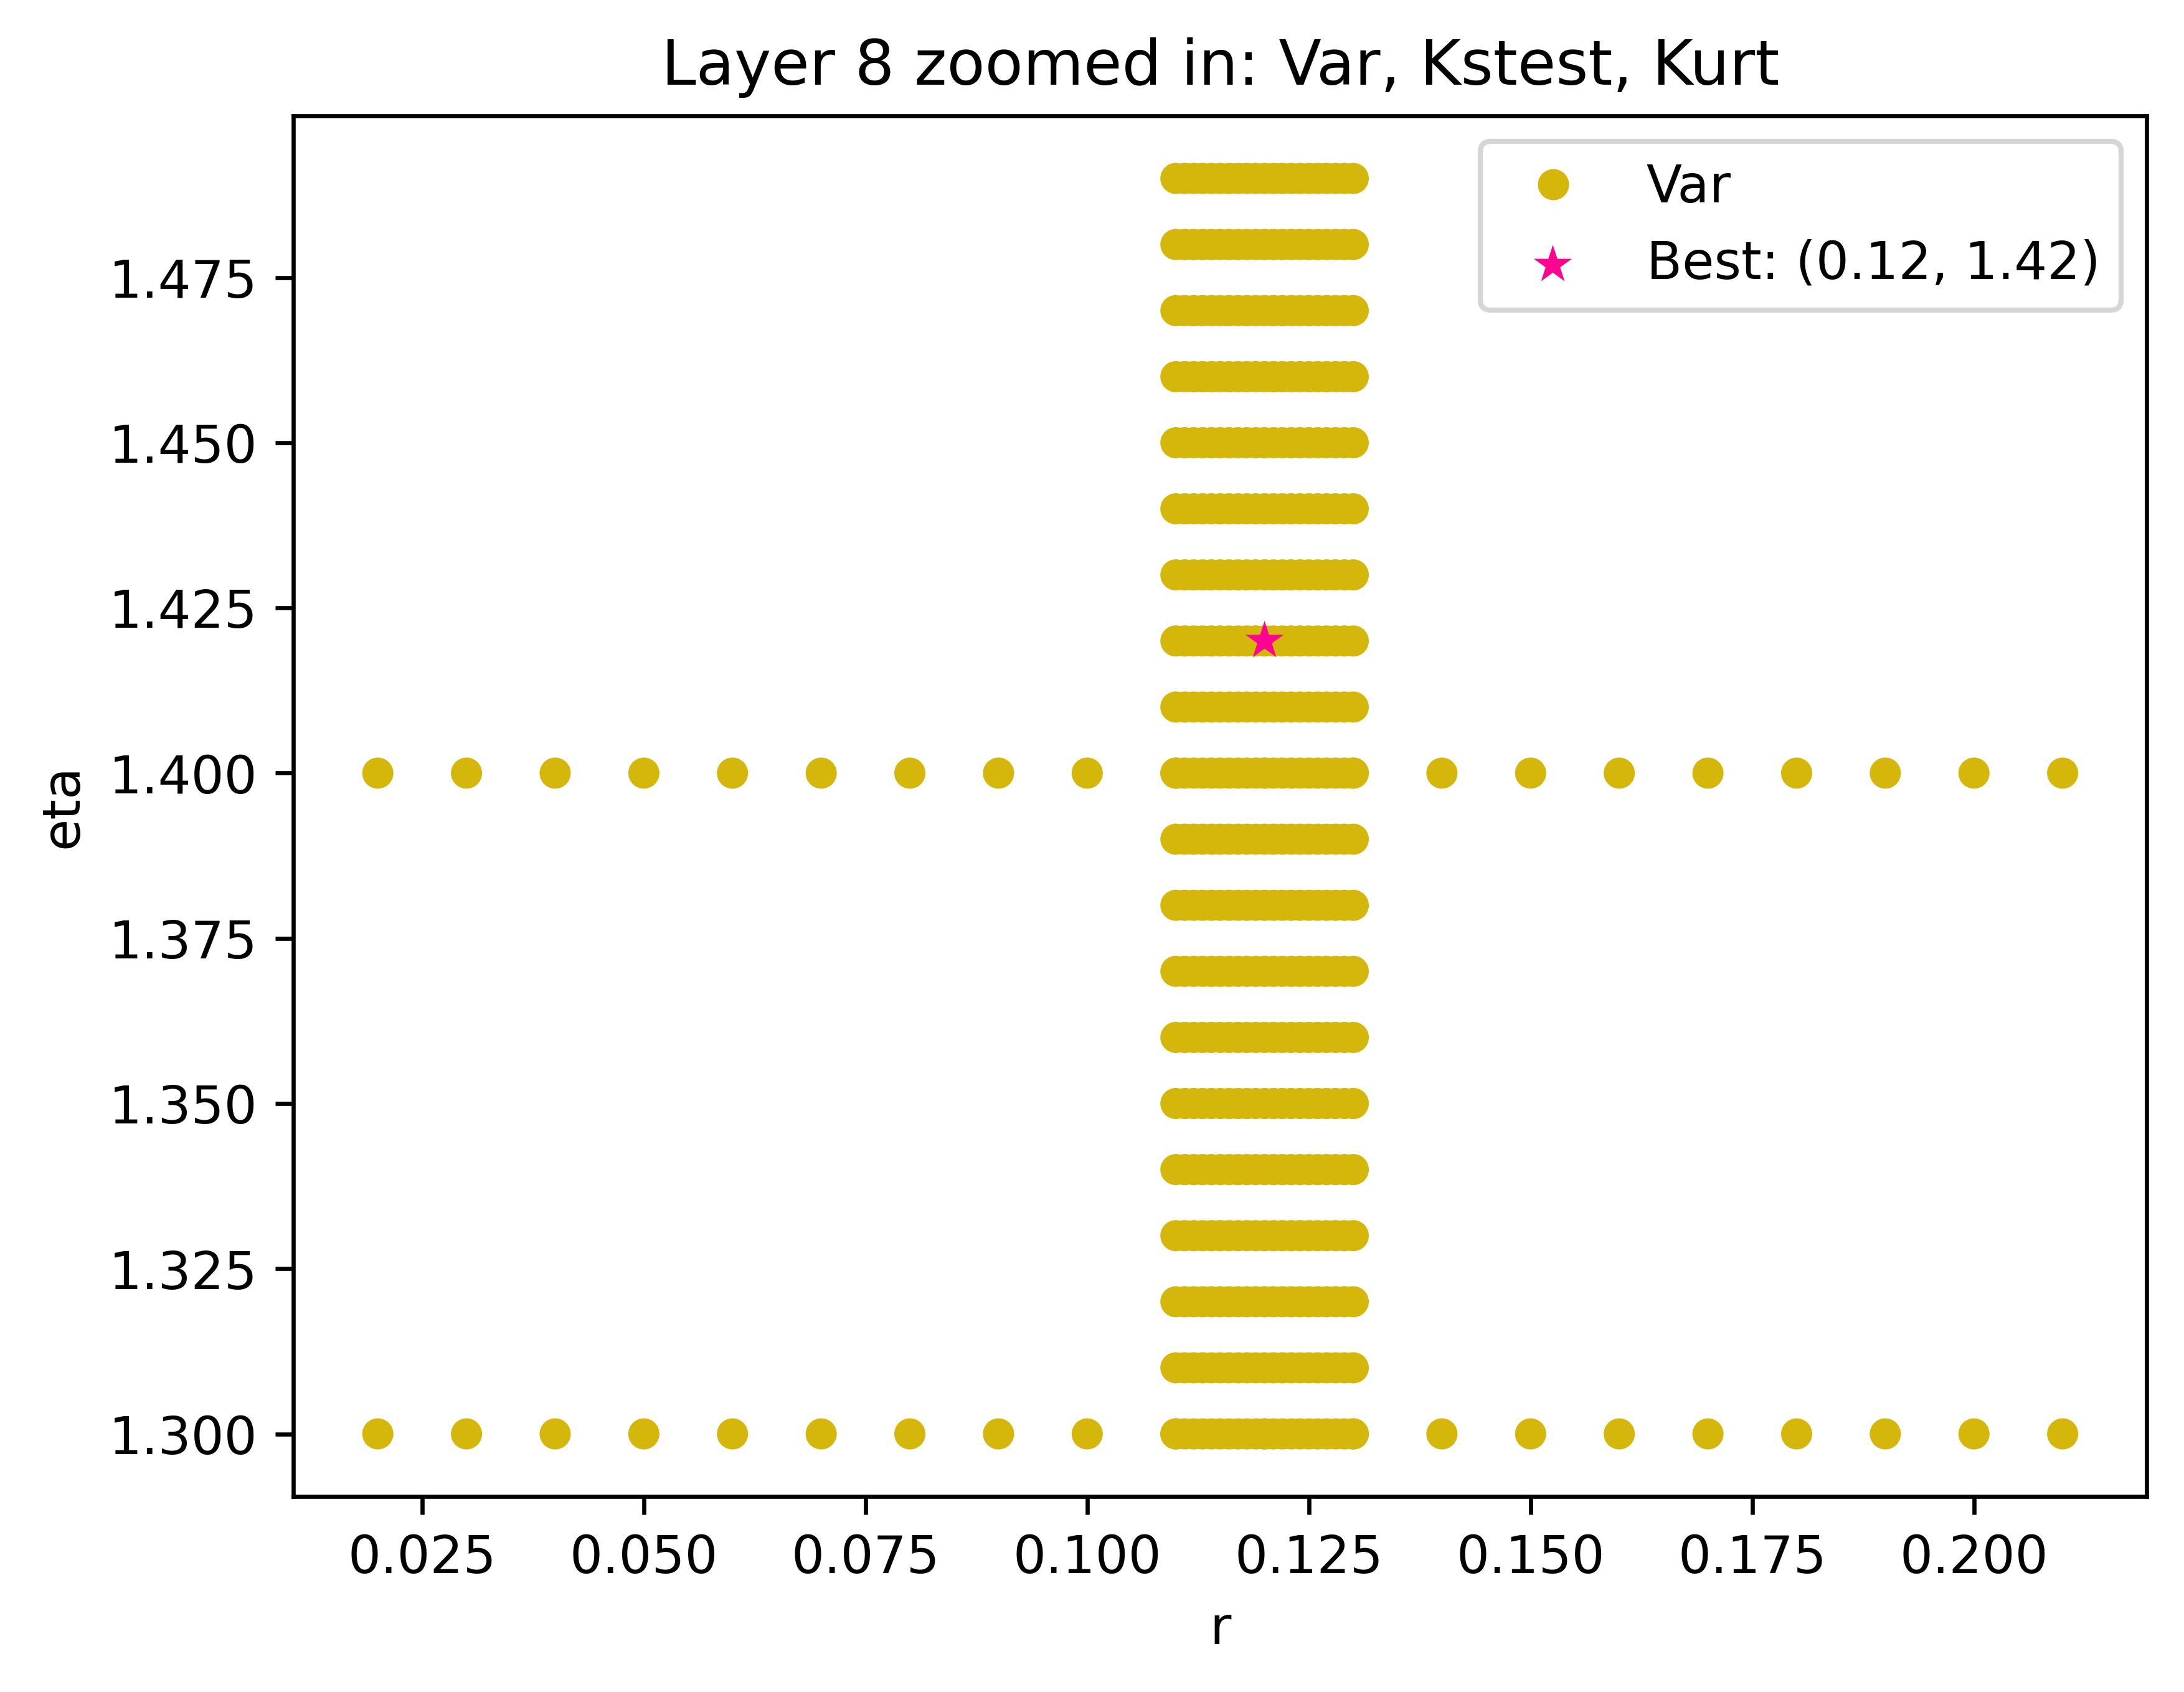 Layer 8 zoomed in: Var, Kstest, Kurt
Var
Best: (0.12, 1.42)
1.475
1.450
1.425
1.400
1.375
1.350
1.325
1.300
eta
0.025 0.050 0.075 0.100 0.125 0.150 0.175 0.200
r